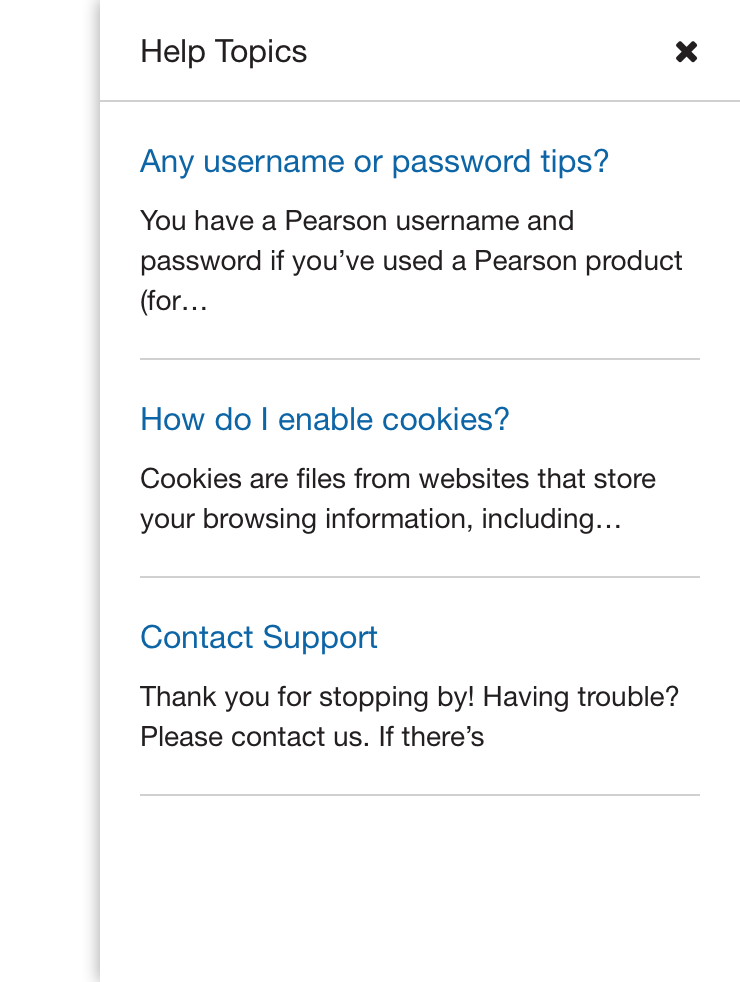 Help Topics
Any username or password tips?
You have a Pearson username and
password if you’ve used a Pearson product
(for…
How do I enable cookies?
Cookies are files from websites that store
your browsing information, including…
Contact Support
Thank you for stopping by! Having trouble?
Please contact us. If there’s